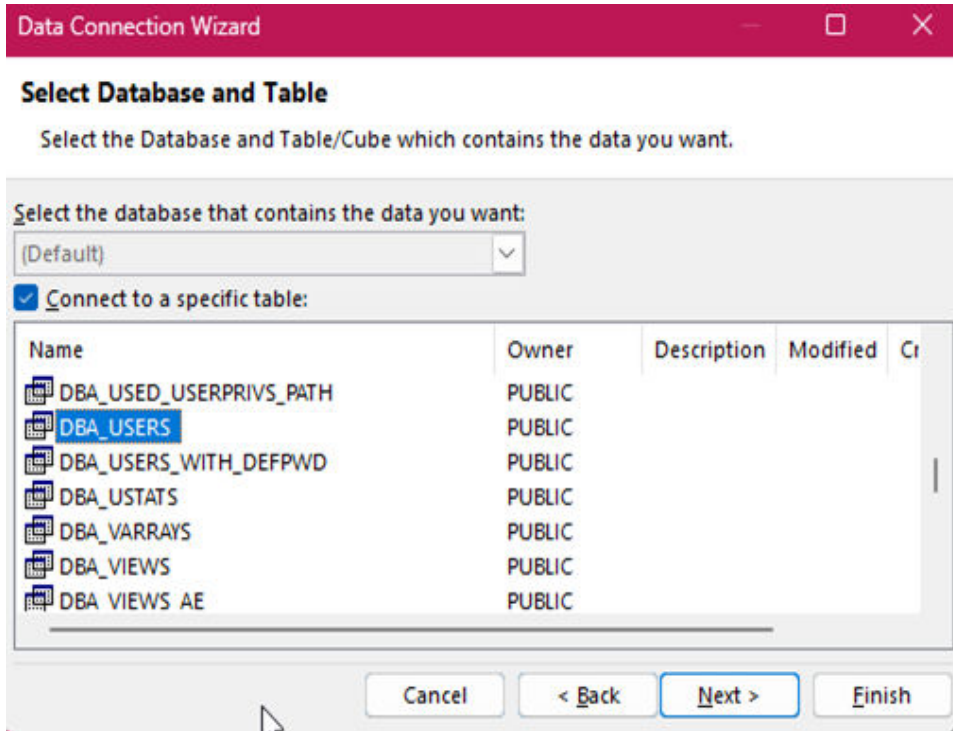 Data Connection Wizard
Select Database and Table
Select the Database and Table/Cube which contains the data you want.
Select the database that contains the data you want:
(Default)
Connect to a specific table:
Name Owner Description Modified Cr
DBA_USED_USERPRIVS_PATH PUBLIC
DBA_USERS PUBLIC
DBA_USERS_WITH_DEFPWD PUBLIC
DBA_USTATS PUBLIC
DBA_VARRAYS PUBLIC
DBA_VIEWS PUBLIC
DBA_VIEWS_AE PUBLIC
Cancel < Back Next > Finish